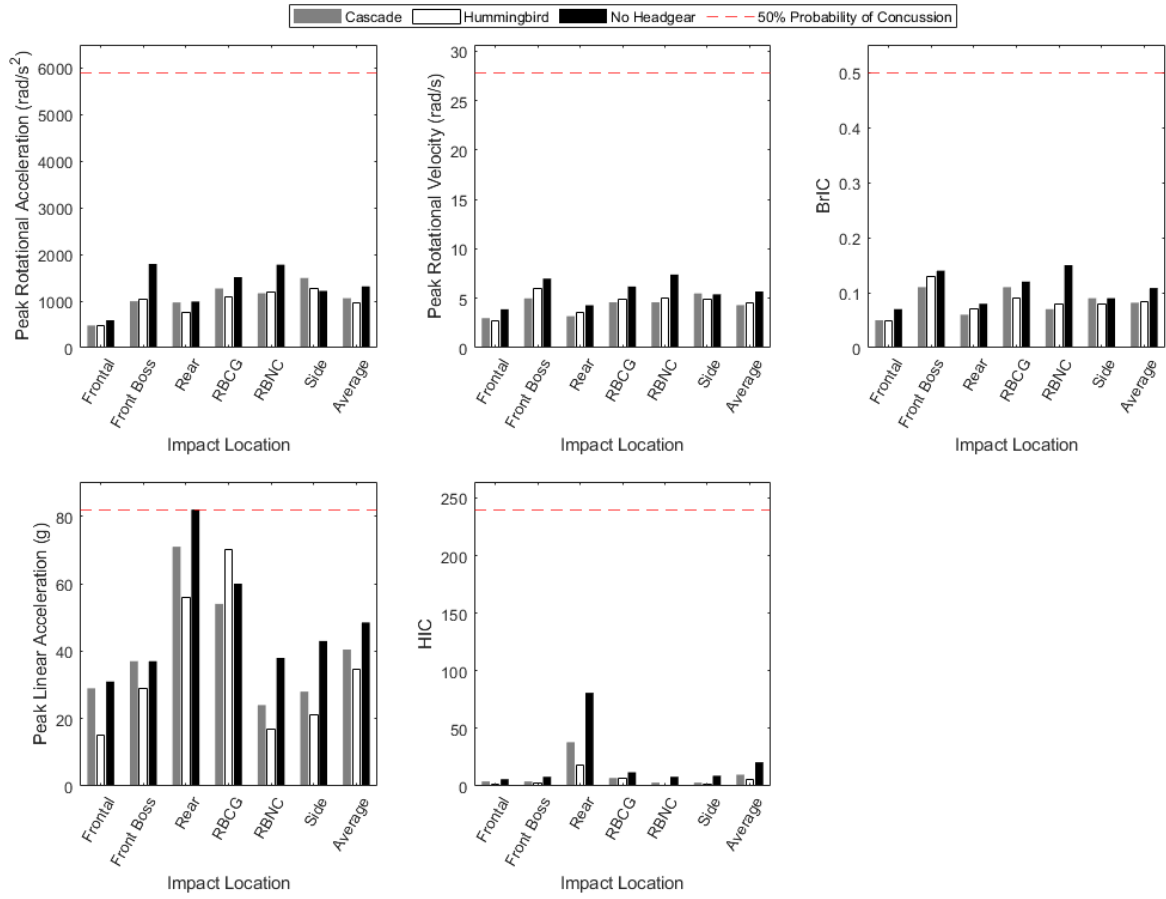 Cascade Hummingbird No Headgear 50% Probability of Concussion
Peak Rotational Acceleration (rad/s²)
6000
5000
4000
3000
2000
1000
0
Frontal
Front Boss
Rear
RBCG
RBNC
Side
Average
Impact Location
Peak Rotational Velocity (rad/s)
30
25
20
15
10
5
0
Frontal
Front Boss
Rear
RBCG
RBNC
Side
Average
Impact Location
BrIC
0.5
0.4
0.3
0.2
0.1
0
Frontal
Front Boss
Rear
RBCG
RBNC
Side
Average
Impact Location
Peak Linear Acceleration (g)
80
60
40
20
0
Frontal
Front Boss
Rear
RBCG
RBNC
Side
Average
Impact Location
HIC
250
200
150
100
50
0
Frontal
Front Boss
Rear
RBCG
RBNC
Side
Average
Impact Location